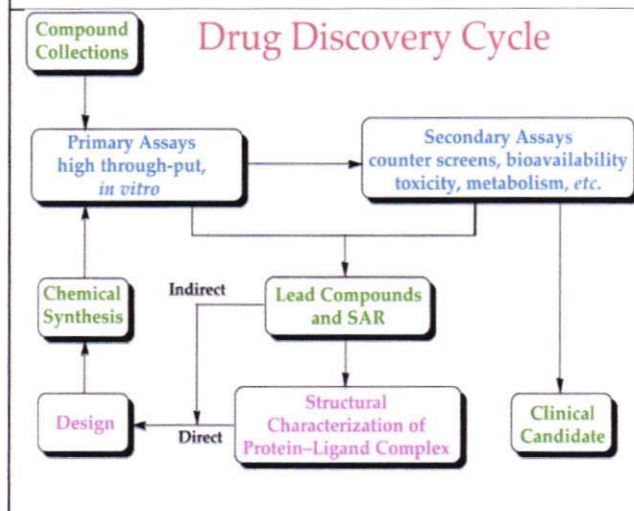 Drug Discovery Cycle
Compound
Collections
Primary Assays
high through-put,
in vitro
Secondary Assays
counter screens, bioavailability
toxicity, metabolism, etc.
Chemical
Synthesis
Indirect
Lead Compounds
and SAR
Design
Direct
Structural
Characterization of
Protein–Ligand Complex
Clinical
Candidate